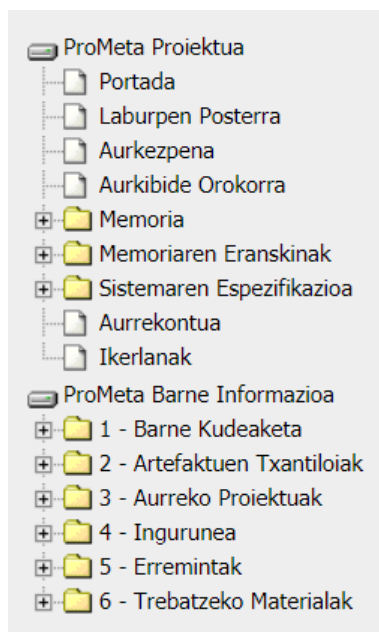 ProMeta Proiektua
Portada
Laburpen Posterra
Aurkezpena
Aurkibide Orokorra
Memoria
Memoriaren Eranskinak
Sistemaren Espezifikazioa
Aurrekontua
Ikerlanak
ProMeta Barne Informazioa
1 - Barne Kudeaketa
2 - Artefaktuen Txantiloiak
3 - Aurreko Proiektuak
4 - Ingurunea
5 - Erremintak
6 - Trebatzeko Materialak